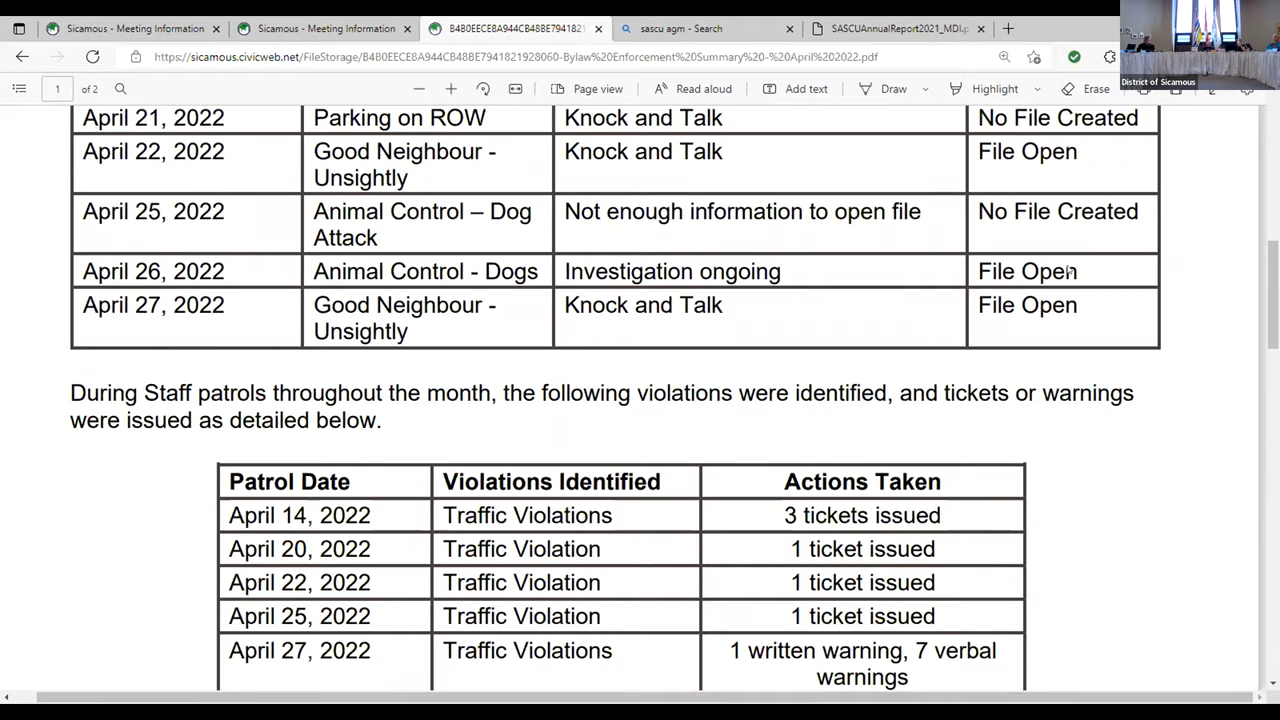 Sicamous - Meeting Information
Sicamous - Meeting Information
B4B0EECE8A944CB48BE7941821
sascu agm - Search
SASCUAnnualReport2021_MDI.p
https://sicamous.civicweb.net/FileStorage/B4B0EECE8A944CB48BE7941821928060-Bylaw%20Enforcement%20Summary%20-%20April%202022.pdf
District of Sicamous
1 of 2
Page view
Read aloud
Add text
Draw
Highlight
Erase
April 21, 2022 Parking on ROW Knock and Talk No File Created
April 22, 2022 Good Neighbour - Knock and Talk File Open
Unsightly
April 25, 2022 Animal Control – Dog Not enough information to open file No File Created
Attack
April 26, 2022 Animal Control - Dogs Investigation ongoing File Open
April 27, 2022 Good Neighbour - Knock and Talk File Open
Unsightly
During Staff patrols throughout the month, the following violations were identified, and tickets or warnings
were issued as detailed below.
Patrol Date Violations Identified Actions Taken
April 14, 2022 Traffic Violations 3 tickets issued
April 20, 2022 Traffic Violation 1 ticket issued
April 22, 2022 Traffic Violation 1 ticket issued
April 25, 2022 Traffic Violation 1 ticket issued
April 27, 2022 Traffic Violations 1 written warning, 7 verbal
warnings